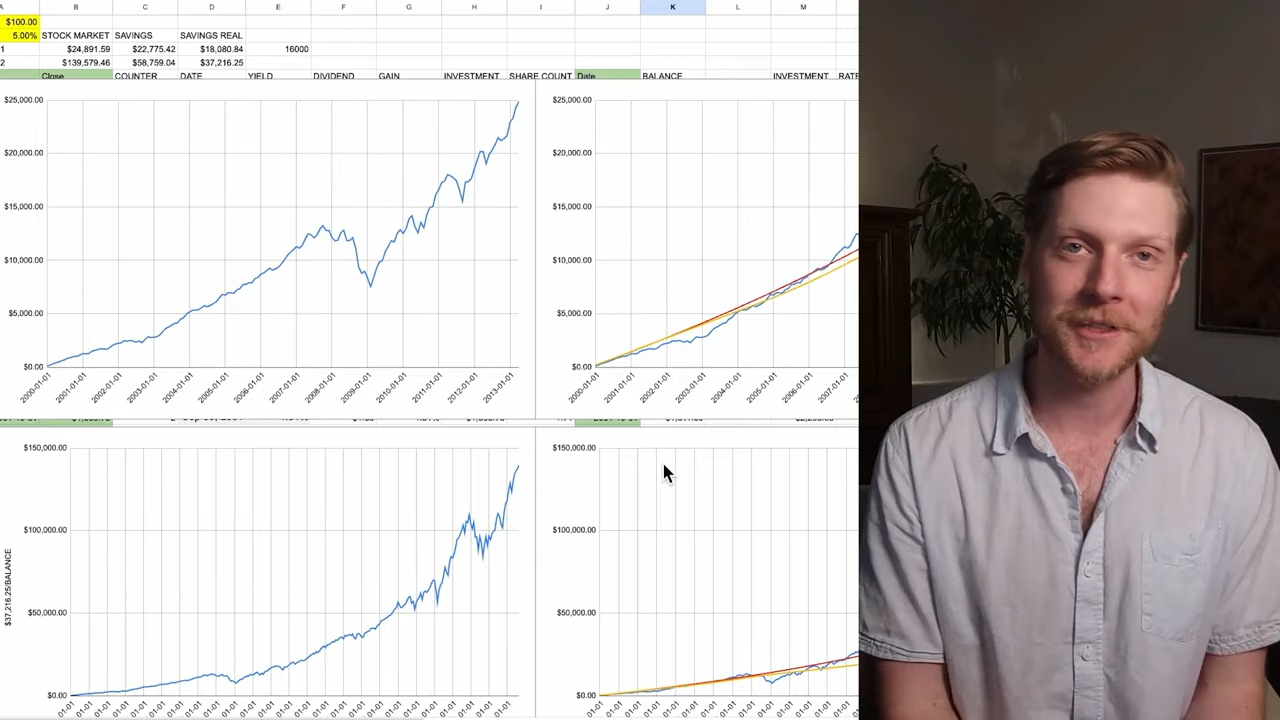 A B C D E F G H I J K L M
$100.00
5.00% STOCK MARKET SAVINGS SAVINGS REAL
1 $24,891.59 $22,775.42 $18,080.84 16000
2 $139,579.46 $58,759.04 $37,216.25
Close COUNTER DATE YIELD DIVIDEND GAIN INVESTMENT SHARE COUNT Date BALANCE INVESTMENT RATE
$25,000.00
$20,000.00
$15,000.00
$10,000.00
$5,000.00
$0.00
2000-01-01 2001-01-01 2002-01-01 2003-01-01 2004-01-01 2005-01-01 2006-01-01 2007-01-01 2008-01-01 2009-01-01 2010-01-01 2011-01-01 2012-01-01 2013-01-01
$25,000.00
$20,000.00
$15,000.00
$10,000.00
$5,000.00
$0.00
2000-01-01 2001-01-01 2002-01-01 2003-01-01 2004-01-01 2005-01-01 2006-01-01 2007-01-01
$37,216.25/BALANCE
$150,000.00
$100,000.00
$50,000.00
$0.00
$150,000.00
$100,000.00
$50,000.00
$0.00